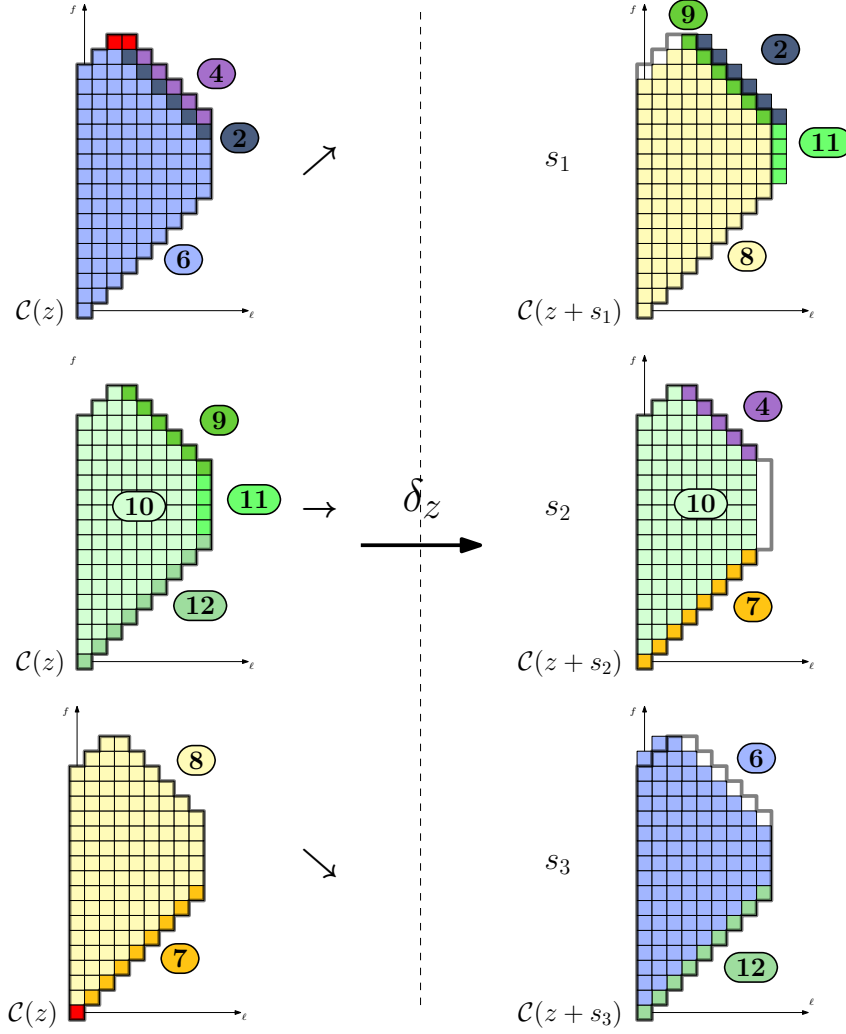 f
4
2
6
C(z)
ℓ
↗
9
f
2
s₁
11
8
C(z + s₁)
ℓ
f
9
10
11
12
C(z)
ℓ
→
δ_z
f
4
s₂
10
7
C(z + s₂)
ℓ
f
8
7
C(z)
ℓ
↘
f
6
s₃
12
C(z + s₃)
ℓ